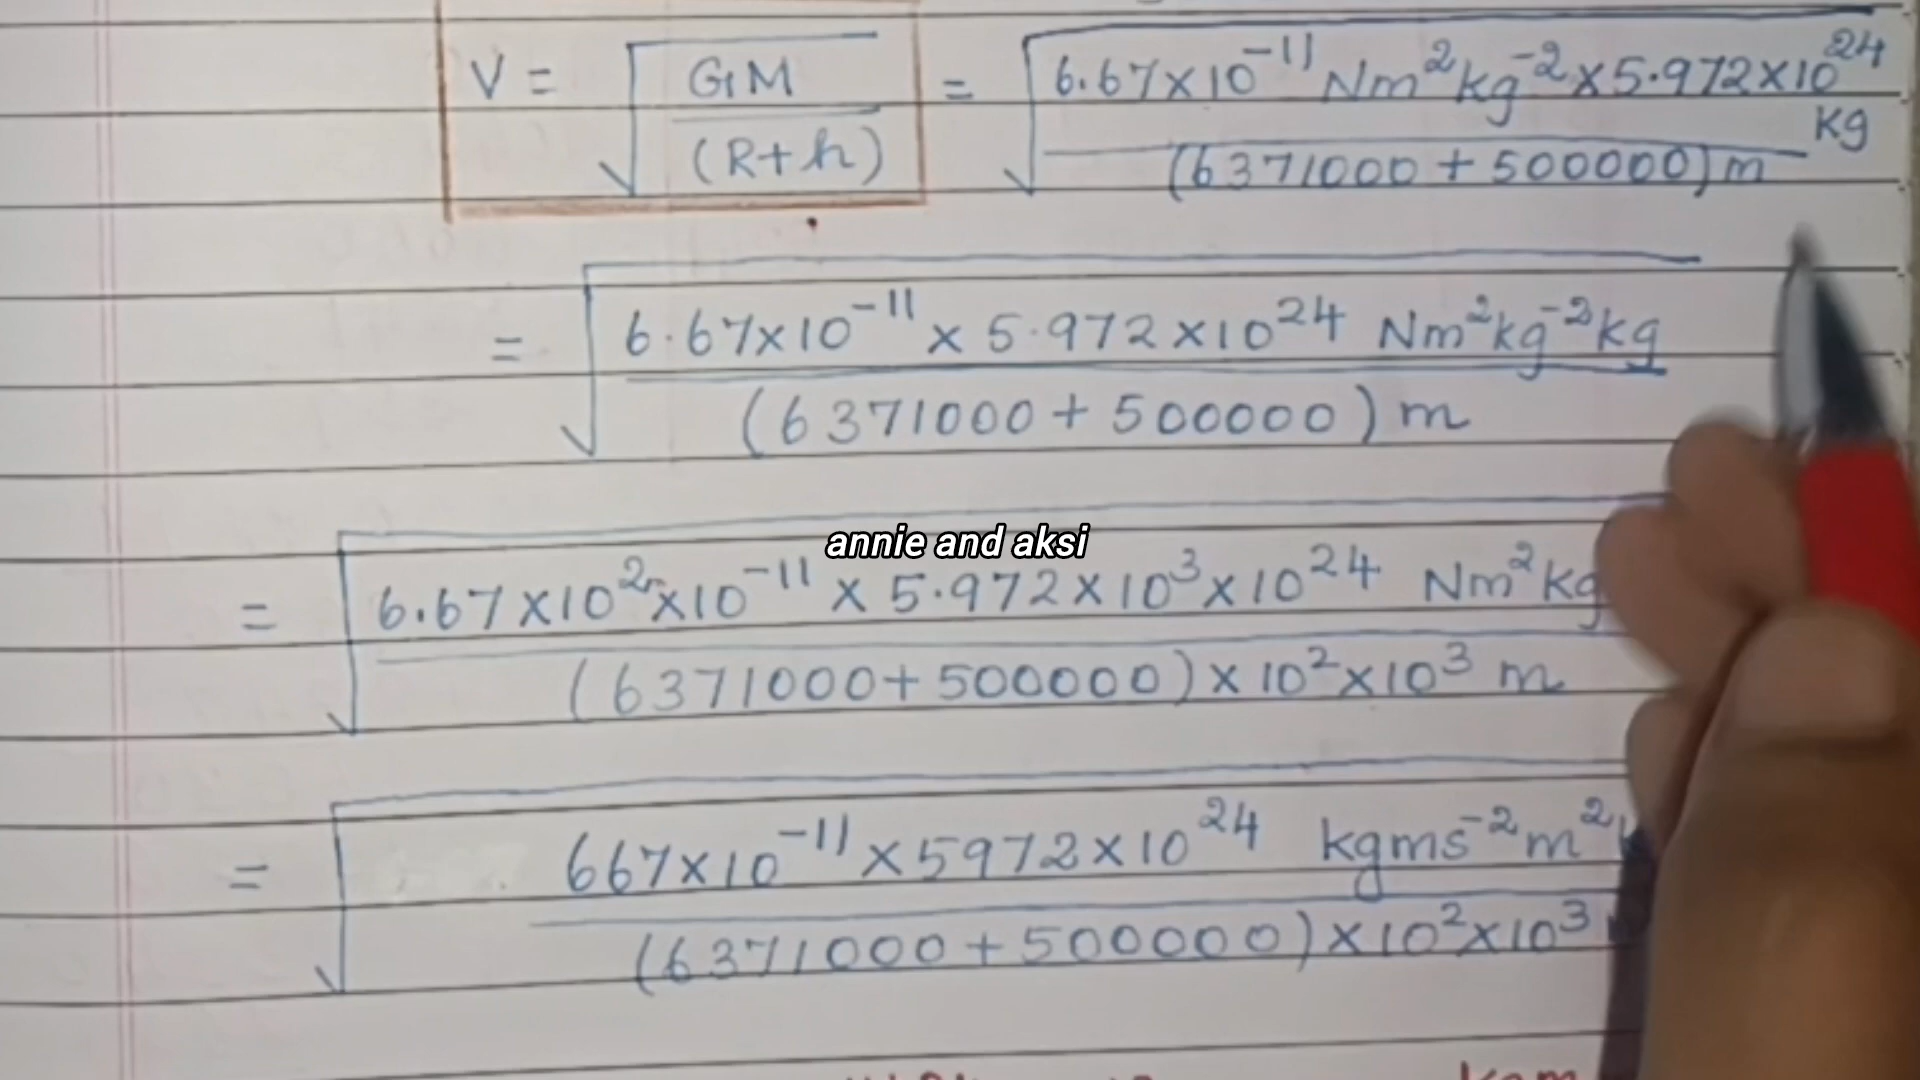 V = √ GM / (R+h) = √ 6.67×10⁻¹¹ Nm²kg⁻²×5.972×10²⁴ kg / (6371000 + 500000) m
= √ 6.67×10⁻¹¹ × 5.972×10²⁴ Nm²kg⁻²kg / (6371000 + 500000) m
annie and aksi
= √ 6.67×10²×10⁻¹¹ × 5.972×10³×10²⁴ Nm²kg / (6371000+500000)×10²×10³ m
= √ 667×10⁻¹¹×5972×10²⁴ kgms⁻²m² / (6371000+500000)×10²×10³